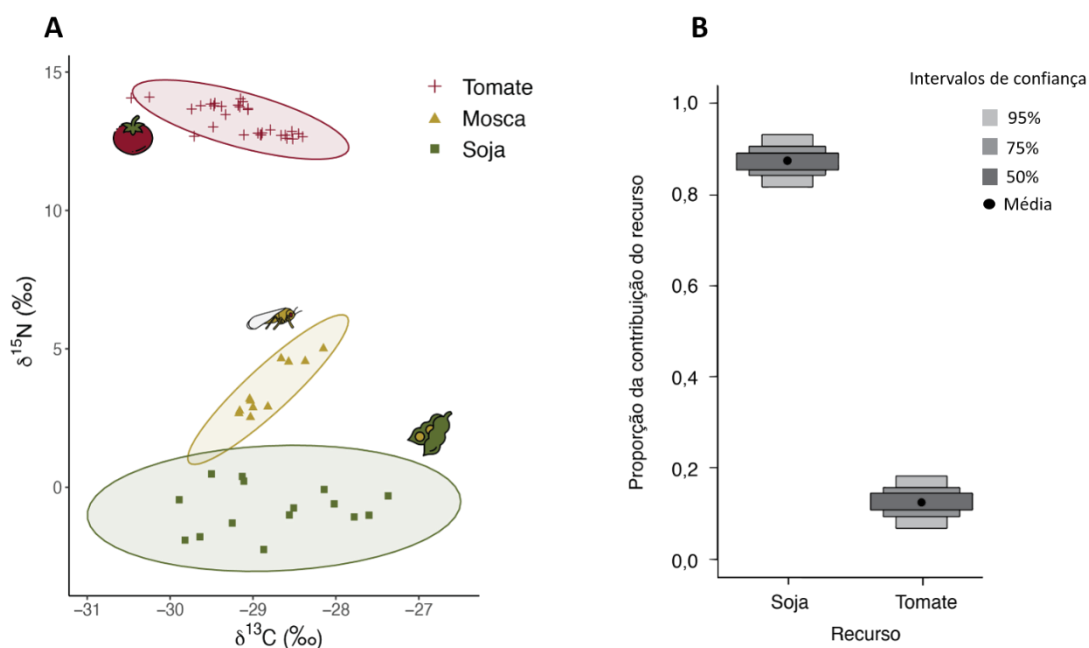 A
15
10
5
0
δ15N (‰)
Tomate
Mosca
Soja
−31
−30
−29
−28
−27
δ13C (‰)
B
Intervalos de confiança
95%
75%
50%
Média
1,0
0,8
0,6
0,4
0,2
0,0
Proporção da contribuição do recurso
Soja
Tomate
Recurso